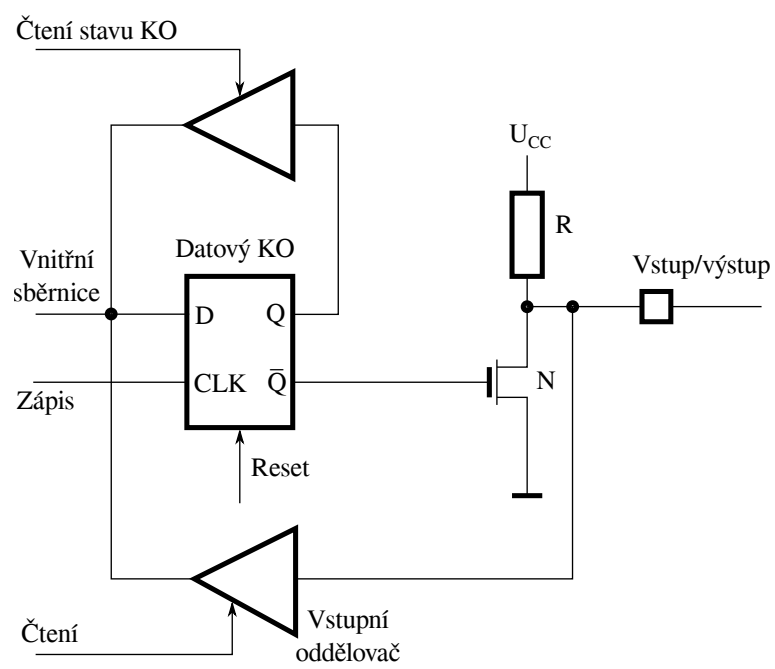 Čtení stavu KO
U_CC
R
Vstup/výstup
Datový KO
Vnitřní
sběrnice
D
Q
CLK
Q̅
N
Zápis
Reset
Vstupní
oddělovač
Čtení